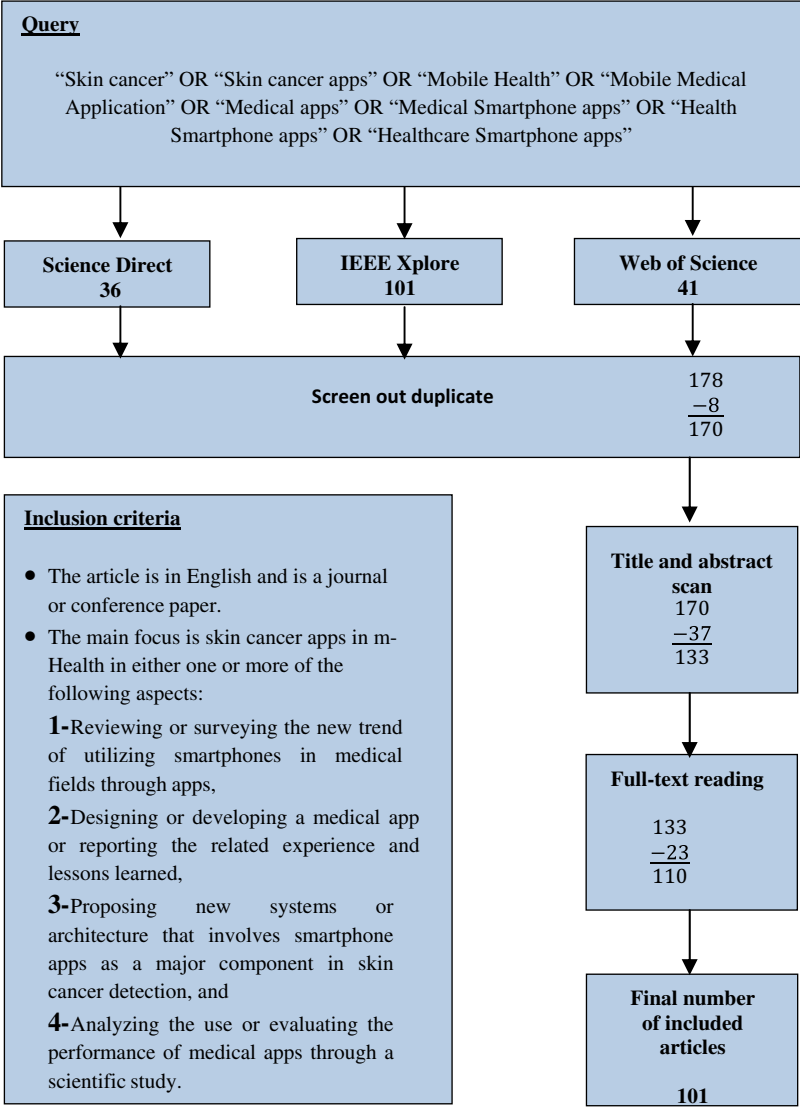 Query
“Skin cancer” OR “Skin cancer apps” OR “Mobile Health” OR “Mobile Medical
Application” OR “Medical apps” OR “Medical Smartphone apps” OR “Health
Smartphone apps” OR “Healthcare Smartphone apps”
Science Direct
36
IEEE Xplore
101
Web of Science
41
Screen out duplicate
178
−8
170
Inclusion criteria
• The article is in English and is a journal
or conference paper.
• The main focus is skin cancer apps in m-
Health in either one or more of the
following aspects:
1-Reviewing or surveying the new trend
of utilizing smartphones in medical
fields through apps,
2-Designing or developing a medical app
or reporting the related experience and
lessons learned,
3-Proposing new systems or
architecture that involves smartphone
apps as a major component in skin
cancer detection, and
4-Analyzing the use or evaluating the
performance of medical apps through a
scientific study.
Title and abstract
scan
170
−37
133
Full-text reading
133
−23
110
Final number
of included
articles
101